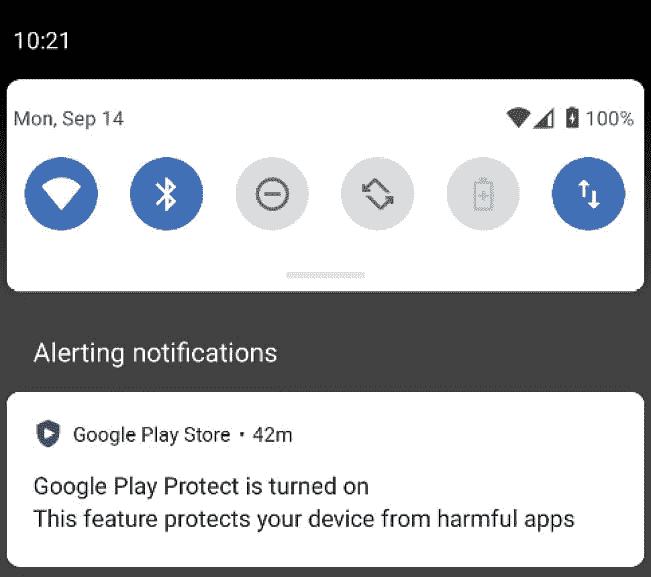 10:21
Mon, Sep 14 100%
Alerting notifications
Google Play Store • 42m
Google Play Protect is turned on
This feature protects your device from harmful apps